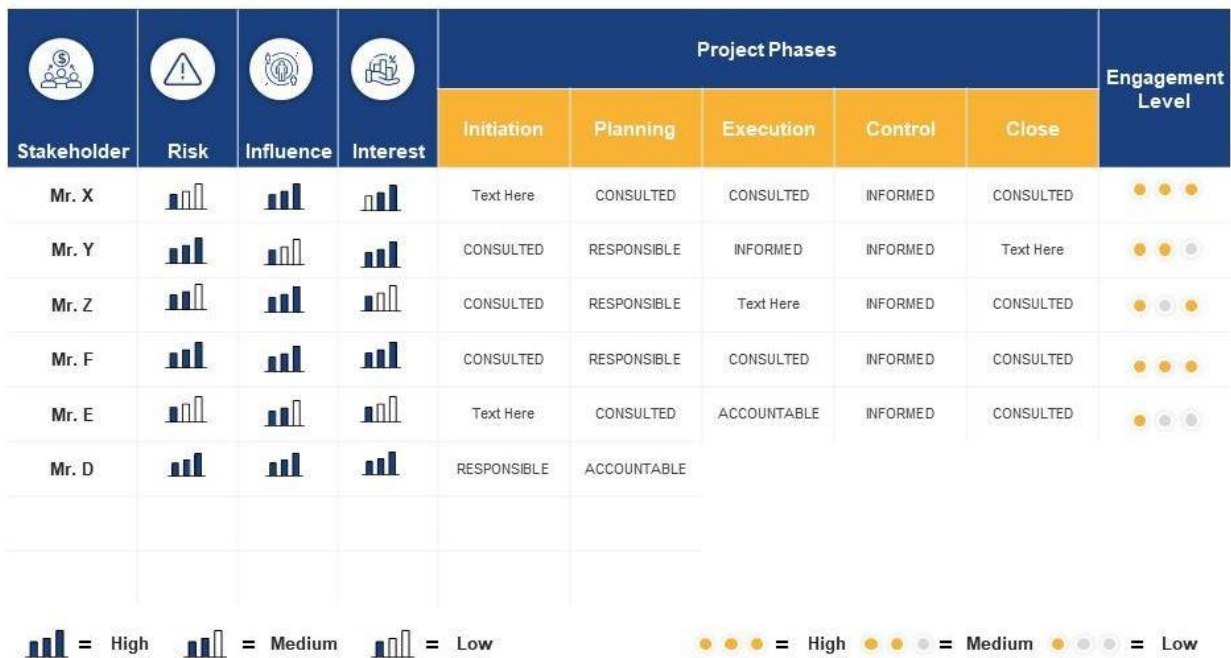 Project Phases
Engagement
Level
Stakeholder Risk Influence Interest Initiation Planning Execution Control Close
Mr. X Text Here CONSULTED CONSULTED INFORMED CONSULTED
Mr. Y CONSULTED RESPONSIBLE INFORMED INFORMED Text Here
Mr. Z CONSULTED RESPONSIBLE Text Here INFORMED CONSULTED
Mr. F CONSULTED RESPONSIBLE CONSULTED INFORMED CONSULTED
Mr. E Text Here CONSULTED ACCOUNTABLE INFORMED CONSULTED
Mr. D RESPONSIBLE ACCOUNTABLE
= High = Medium = Low = High = Medium = Low